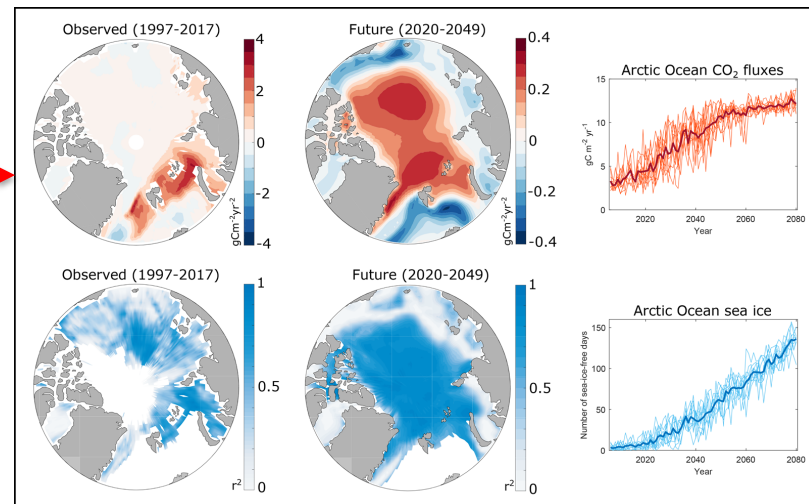 Observed (1997-2017)
4
2
0
-2
-4
gCm⁻²yr⁻²
Future (2020-2049)
0.4
0.2
0
-0.2
-0.4
gCm⁻²yr⁻²
Arctic Ocean CO₂ fluxes
15
10
5
0
gC m⁻² yr⁻¹
2020 2040 2060 2080
Year
Observed (1997-2017)
1
0.5
0
r²
Future (2020-2049)
1
0.5
0
r²
Arctic Ocean sea ice
150
100
50
0
Number of sea-ice-free days
2020 2040 2060 2080
Year